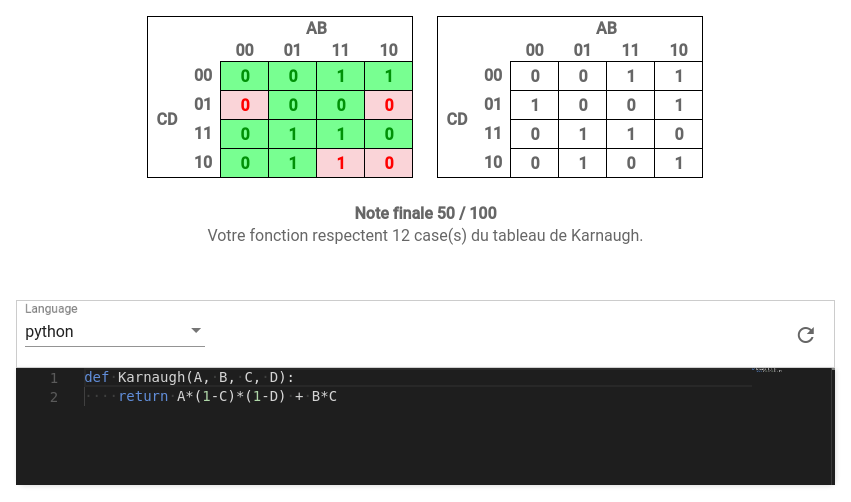 AB AB
00 01 11 10 00 01 11 10
00 0 0 1 1 00 0 0 1 1
01 0 0 0 0 01 1 0 0 1
CD CD
11 0 1 1 0 11 0 1 1 0
10 0 1 1 0 10 0 1 0 1
Note finale 50 / 100
Votre fonction respectent 12 case(s) du tableau de Karnaugh.
Language
python
1 def Karnaugh(A, B, C, D):
2 return A*(1-C)*(1-D) + B*C